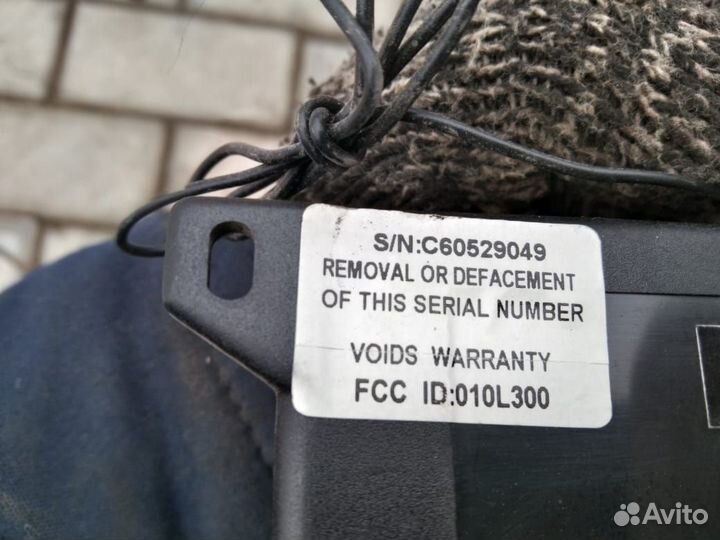 S/N:C60529049
REMOVAL OR DEFACEMENT
OF THIS SERIAL NUMBER
VOIDS WARRANTY
FCC ID:010L300
Avito